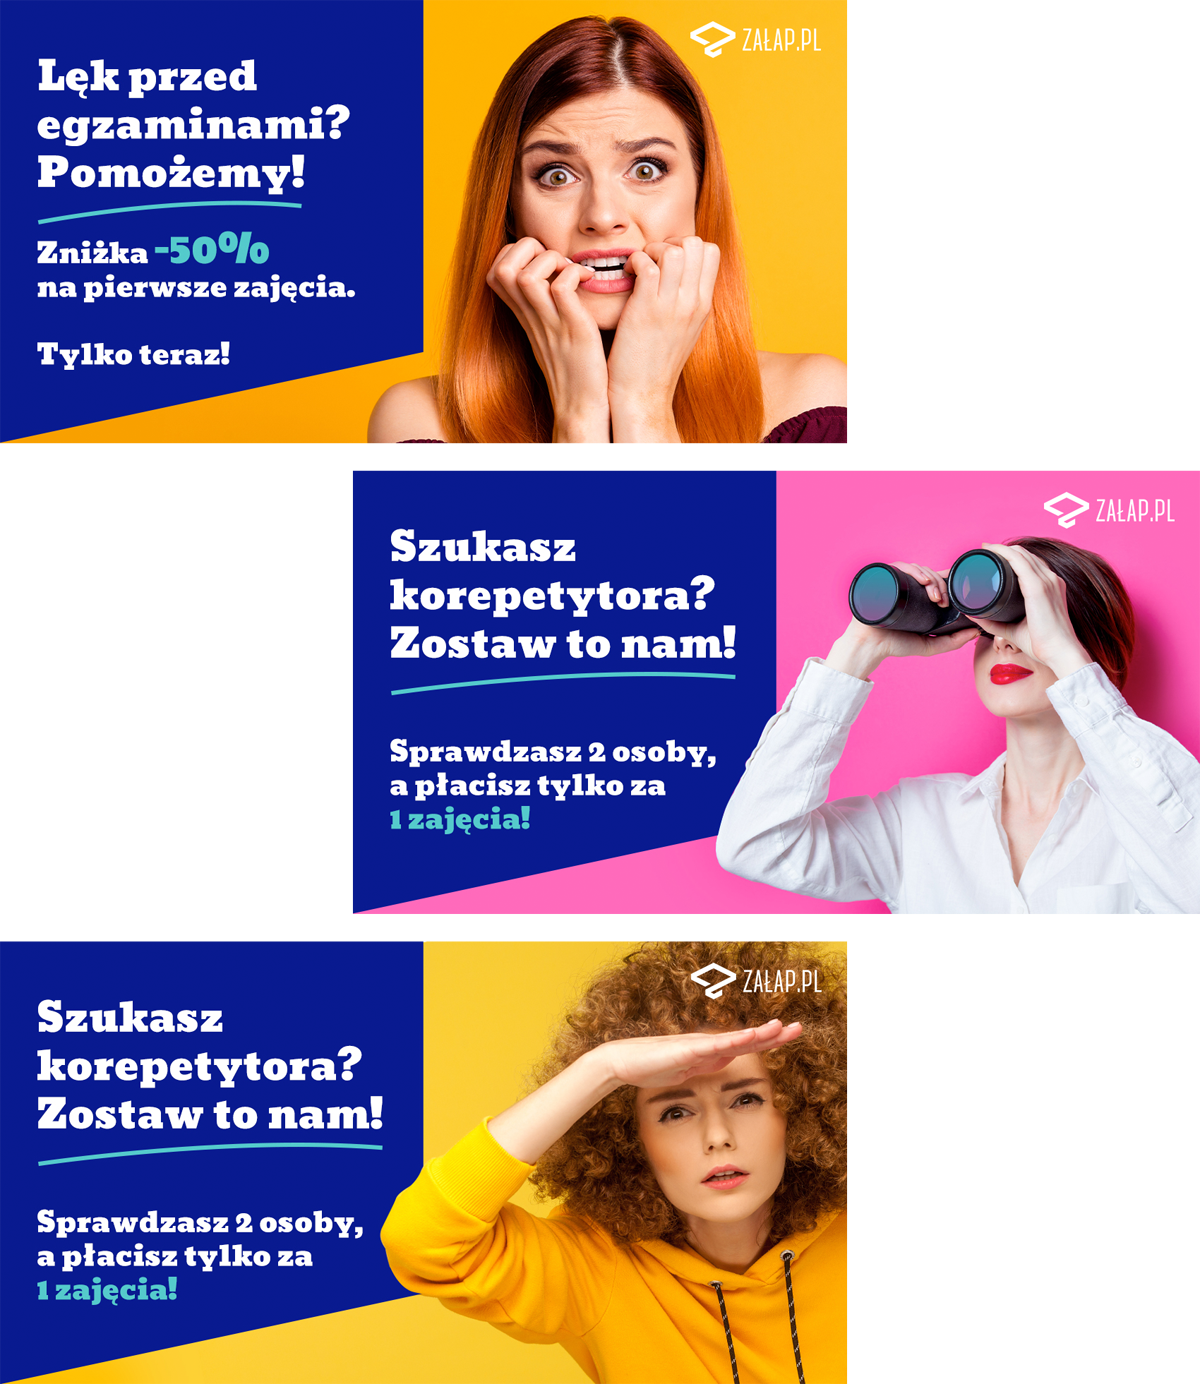 Lęk przed
egzaminami?
Pomożemy!
Zniżka -50%
na pierwsze zajęcia.
Tylko teraz!
ZAŁAP.PL
Szukasz
korepetytora?
Zostaw to nam!
Sprawdzasz 2 osoby,
a płacisz tylko za
1 zajęcia!
ZAŁAP.PL
Szukasz
korepetytora?
Zostaw to nam!
Sprawdzasz 2 osoby,
a płacisz tylko za
1 zajęcia!
ZAŁAP.PL